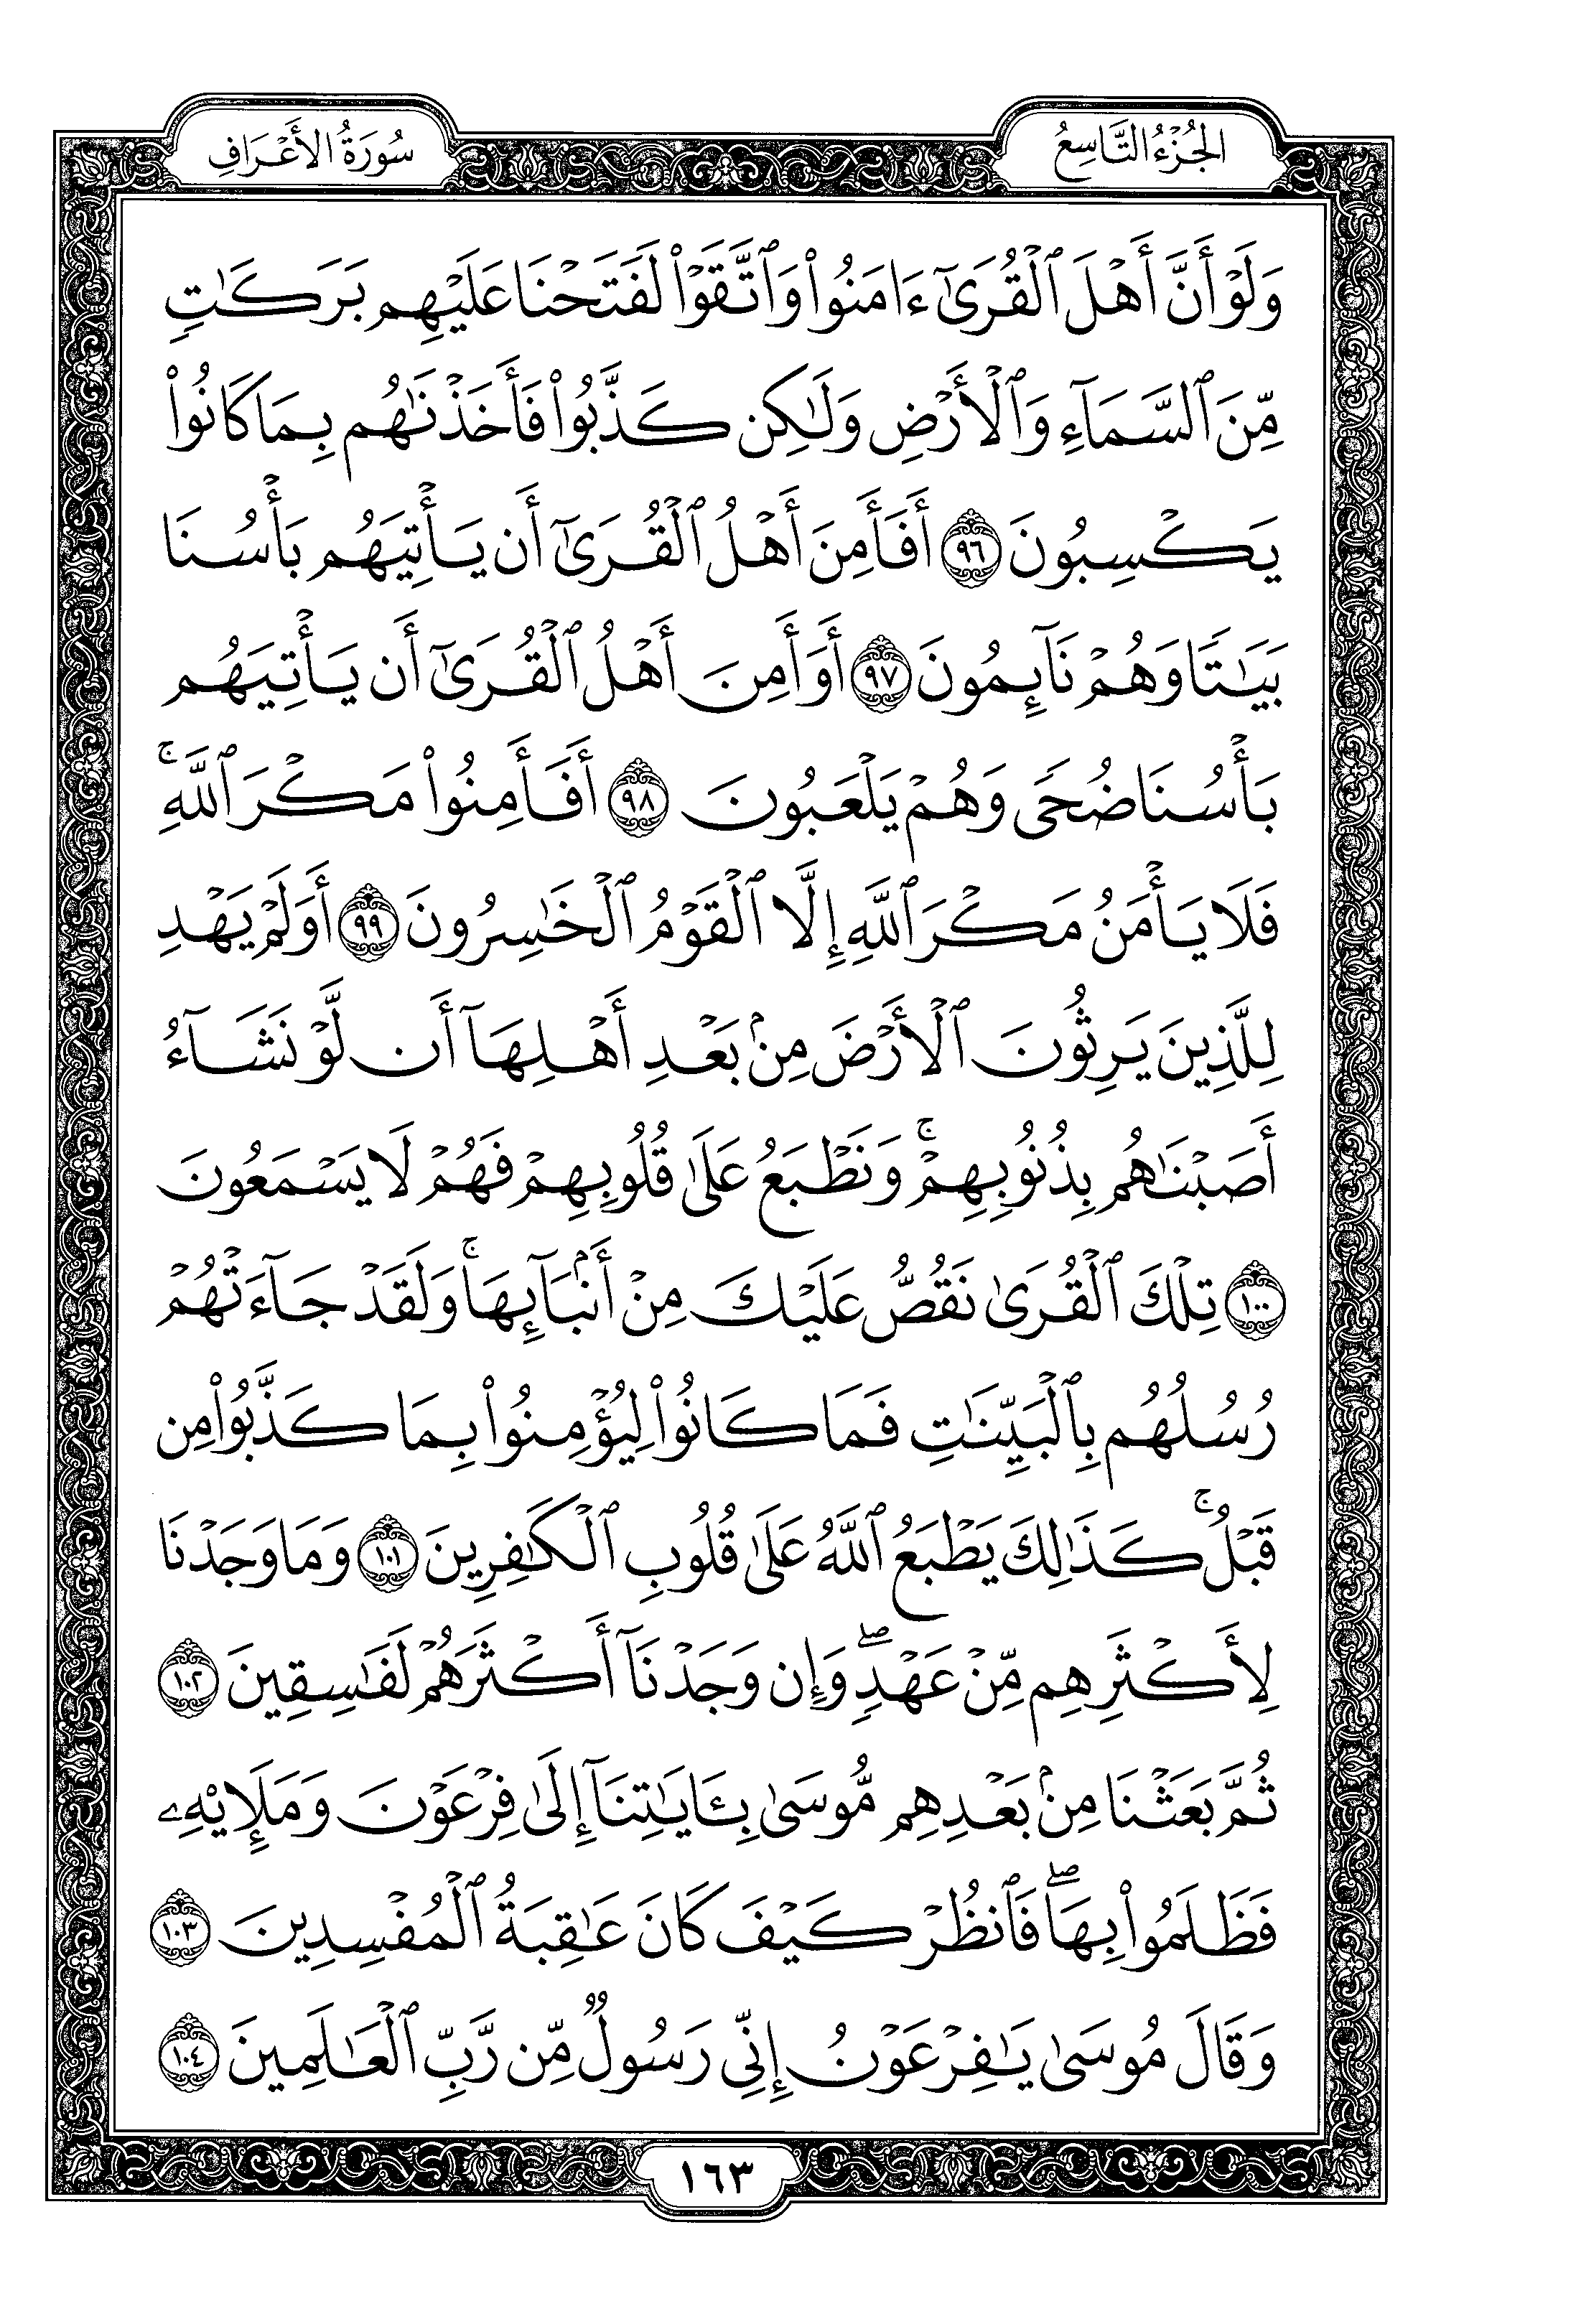 الجُزْءُ التَّاسِعُ
سُورَةُ الأَعْرَافِ
وَلَوْ أَنَّ أَهْلَ ٱلْقُرَىٰٓ ءَامَنُوا۟ وَٱتَّقَوْا۟ لَفَتَحْنَا عَلَيْهِم بَرَكَٰتٍ
مِّنَ ٱلسَّمَآءِ وَٱلْأَرْضِ وَلَٰكِن كَذَّبُوا۟ فَأَخَذْنَٰهُم بِمَا كَانُوا۟
يَكْسِبُونَ ٩٦ أَفَأَمِنَ أَهْلُ ٱلْقُرَىٰٓ أَن يَأْتِيَهُم بَأْسُنَا
بَيَٰتًا وَهُمْ نَآئِمُونَ ٩٧ أَوَأَمِنَ أَهْلُ ٱلْقُرَىٰٓ أَن يَأْتِيَهُم
بَأْسُنَا ضُحًى وَهُمْ يَلْعَبُونَ ٩٨ أَفَأَمِنُوا۟ مَكْرَ ٱللَّهِ ۚ
فَلَا يَأْمَنُ مَكْرَ ٱللَّهِ إِلَّا ٱلْقَوْمُ ٱلْخَٰسِرُونَ ٩٩ أَوَلَمْ يَهْدِ
لِلَّذِينَ يَرِثُونَ ٱلْأَرْضَ مِنۢ بَعْدِ أَهْلِهَآ أَن لَّوْ نَشَآءُ
أَصَبْنَٰهُم بِذُنُوبِهِمْ ۚ وَنَطْبَعُ عَلَىٰ قُلُوبِهِمْ فَهُمْ لَا يَسْمَعُونَ
١٠٠ تِلْكَ ٱلْقُرَىٰ نَقُصُّ عَلَيْكَ مِنْ أَنۢبَآئِهَا ۚ وَلَقَدْ جَآءَتْهُمْ
رُسُلُهُم بِٱلْبَيِّنَٰتِ فَمَا كَانُوا۟ لِيُؤْمِنُوا۟ بِمَا كَذَّبُوا۟ مِن
قَبْلُ ۚ كَذَٰلِكَ يَطْبَعُ ٱللَّهُ عَلَىٰ قُلُوبِ ٱلْكَٰفِرِينَ ١٠١ وَمَا وَجَدْنَا
لِأَكْثَرِهِم مِّنْ عَهْدٍ ۖ وَإِن وَجَدْنَآ أَكْثَرَهُمْ لَفَٰسِقِينَ ١٠٢
ثُمَّ بَعَثْنَا مِنۢ بَعْدِهِم مُّوسَىٰ بِـَٔايَٰتِنَآ إِلَىٰ فِرْعَوْنَ وَمَلَإِي۟هِۦ
فَظَلَمُوا۟ بِهَا ۖ فَٱنظُرْ كَيْفَ كَانَ عَٰقِبَةُ ٱلْمُفْسِدِينَ ١٠٣
وَقَالَ مُوسَىٰ يَٰفِرْعَوْنُ إِنِّى رَسُولٌ مِّن رَّبِّ ٱلْعَٰلَمِينَ ١٠٤
١٦٣